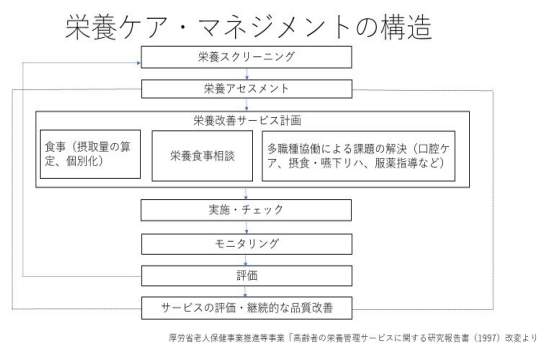 栄養ケア・マネジメントの構造
栄養スクリーニング
栄養アセスメント
栄養改善サービス計画
食事（摂取量の算
定、個別化）
栄養食事相談
多職種協働による課題の解決（口腔ケ
ア、摂食・嚥下リハ、服薬指導など）
実施・チェック
モニタリング
評価
サービスの評価・継続的な品質改善
厚労省老人保健事業推進等事業「高齢者の栄養管理サービスに関する研究報告書（1997）改変より